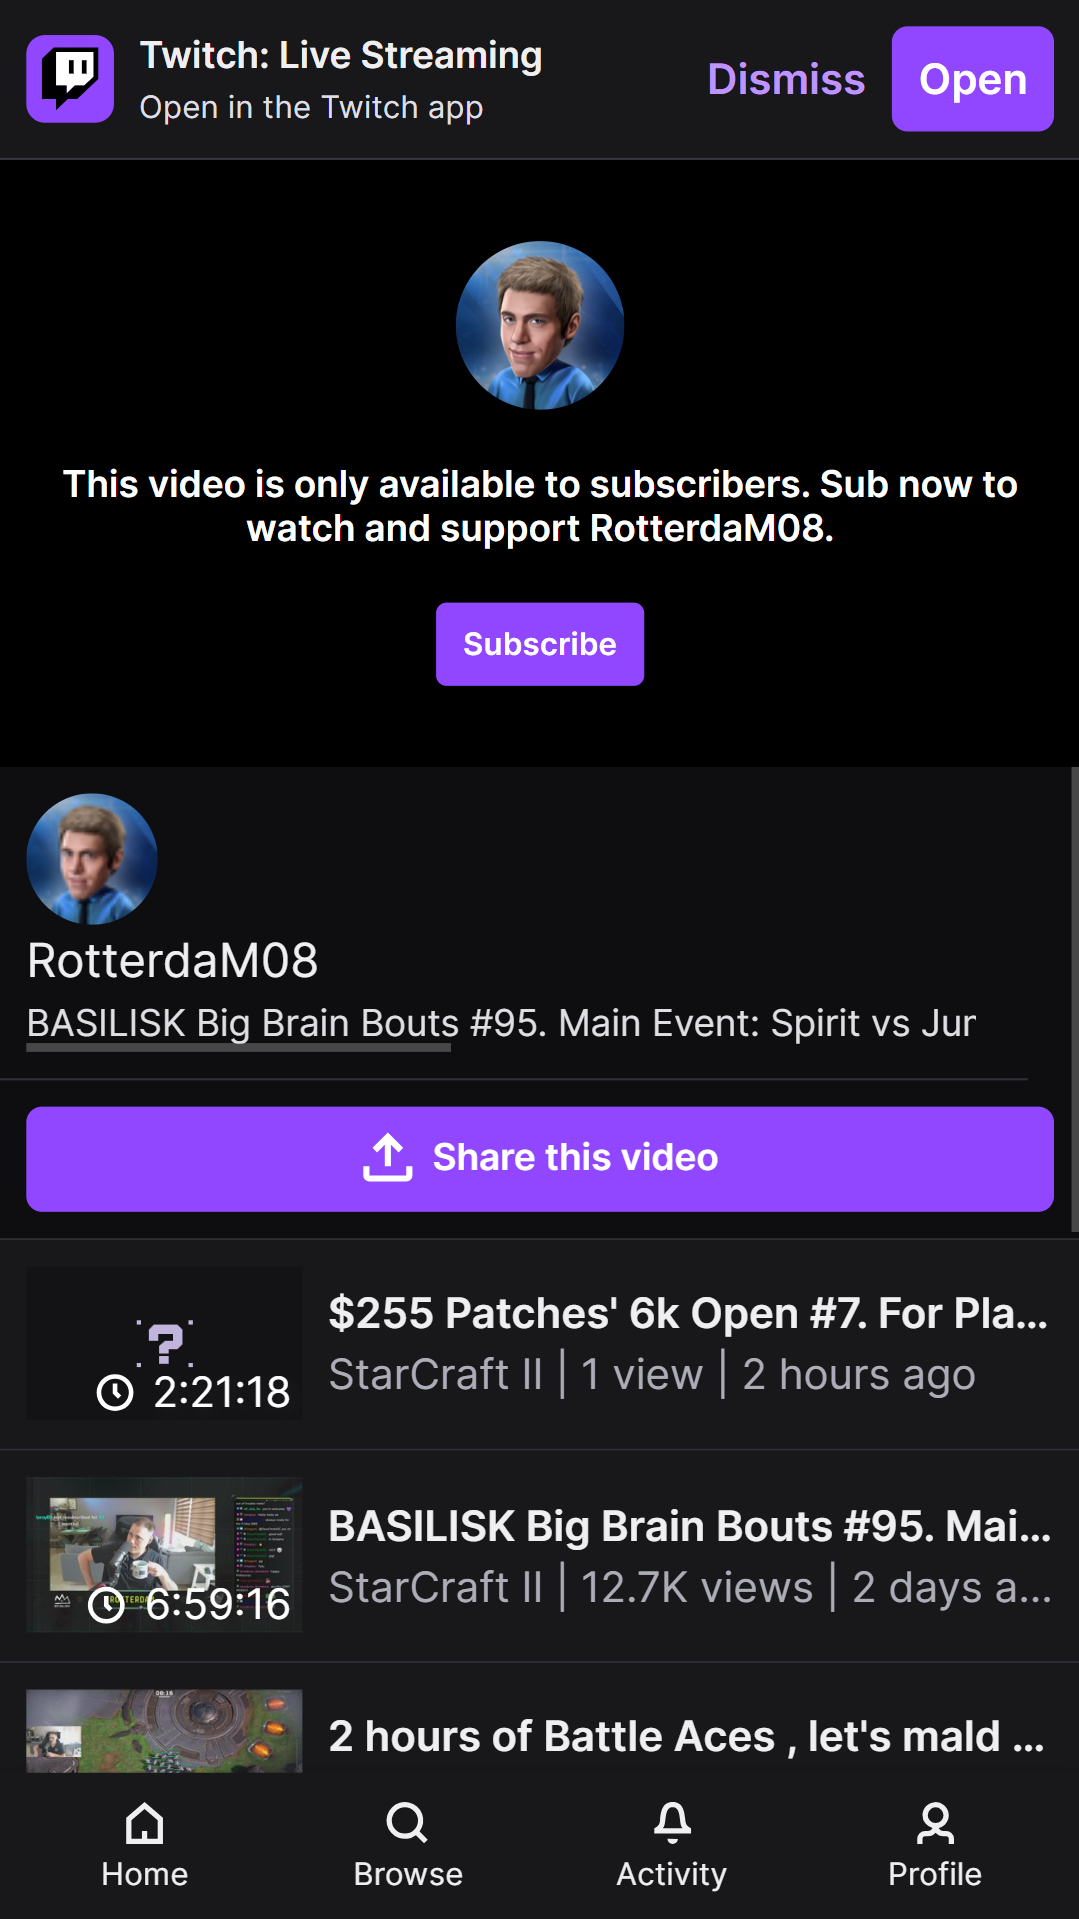 Twitch: Live Streaming
Open in the Twitch app
Dismiss
Open
This video is only available to subscribers. Sub now to
watch and support RotterdaM08.
Subscribe
RotterdaM08
BASILISK Big Brain Bouts #95. Main Event: Spirit vs Jur
Share this video
2:21:18
$255 Patches' 6k Open #7. For Pla...
StarCraft II | 1 view | 2 hours ago
6:59:16
BASILISK Big Brain Bouts #95. Mai...
StarCraft II | 12.7K views | 2 days a...
2 hours of Battle Aces , let's mald ...
Home
Browse
Activity
Profile